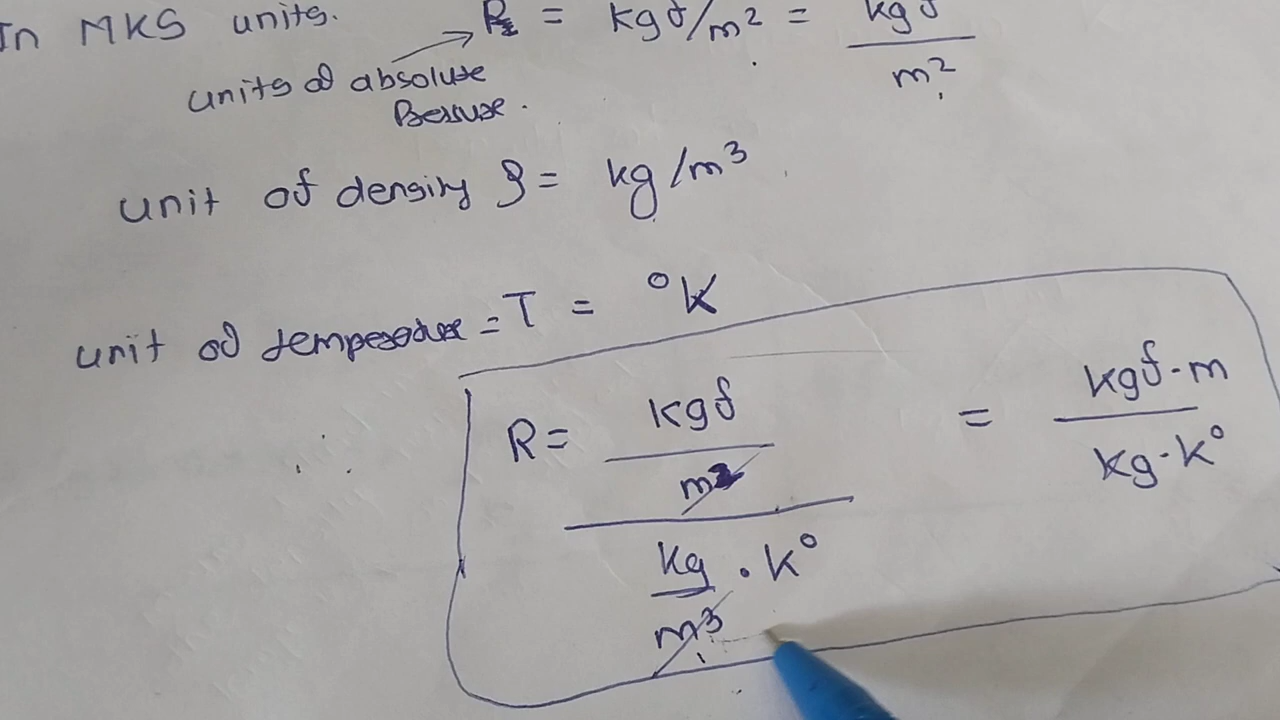 In MKS units. P = kgf/m² = kgf/m²
units of absolute
Pressure.
unit of density ρ = kg/m³
unit of temperature = T = °K
∴ R = (kgf/m²)/(kg/m³ · K°) = kgf·m/kg·K°